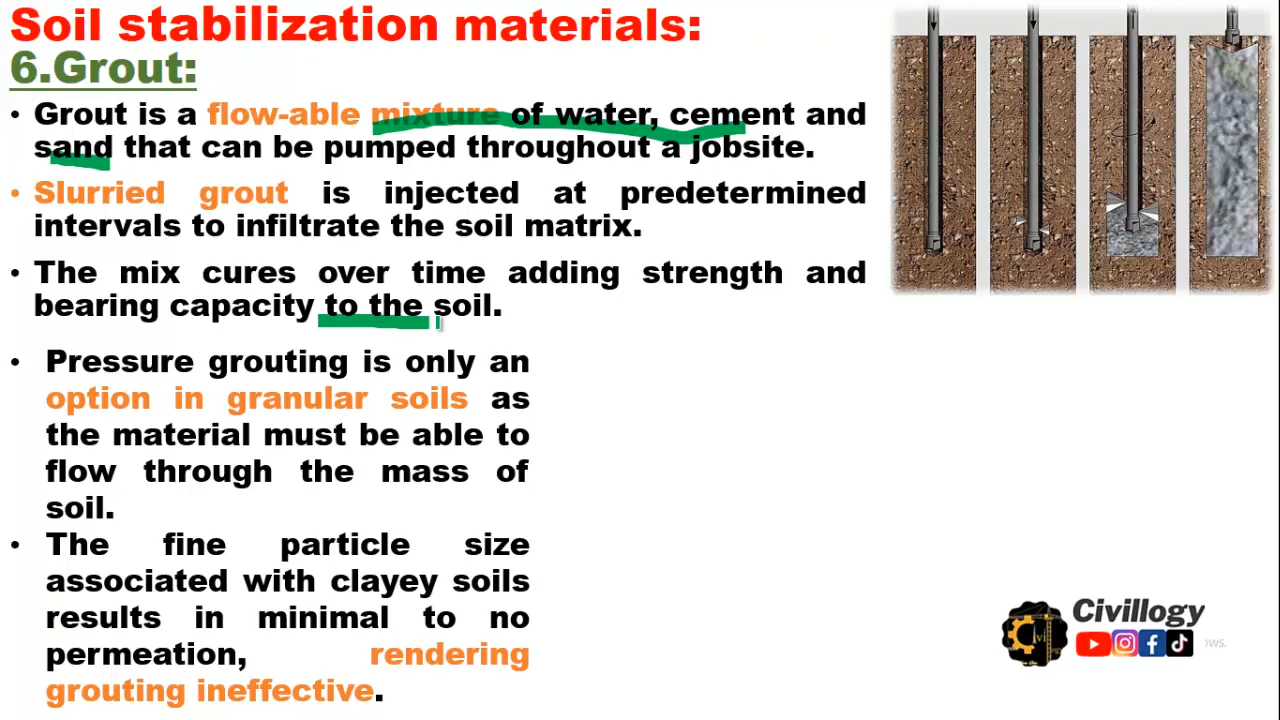 Soil stabilization materials:
6.Grout:
• Grout is a flow-able mixture of water, cement and
sand that can be pumped throughout a jobsite.
• Slurried grout is injected at predetermined
intervals to infiltrate the soil matrix.
• The mix cures over time adding strength and
bearing capacity to the soil.
• Pressure grouting is only an
option in granular soils as
the material must be able to
flow through the mass of
soil.
• The fine particle size
associated with clayey soils
results in minimal to no
permeation, rendering
grouting ineffective.
Civillogy